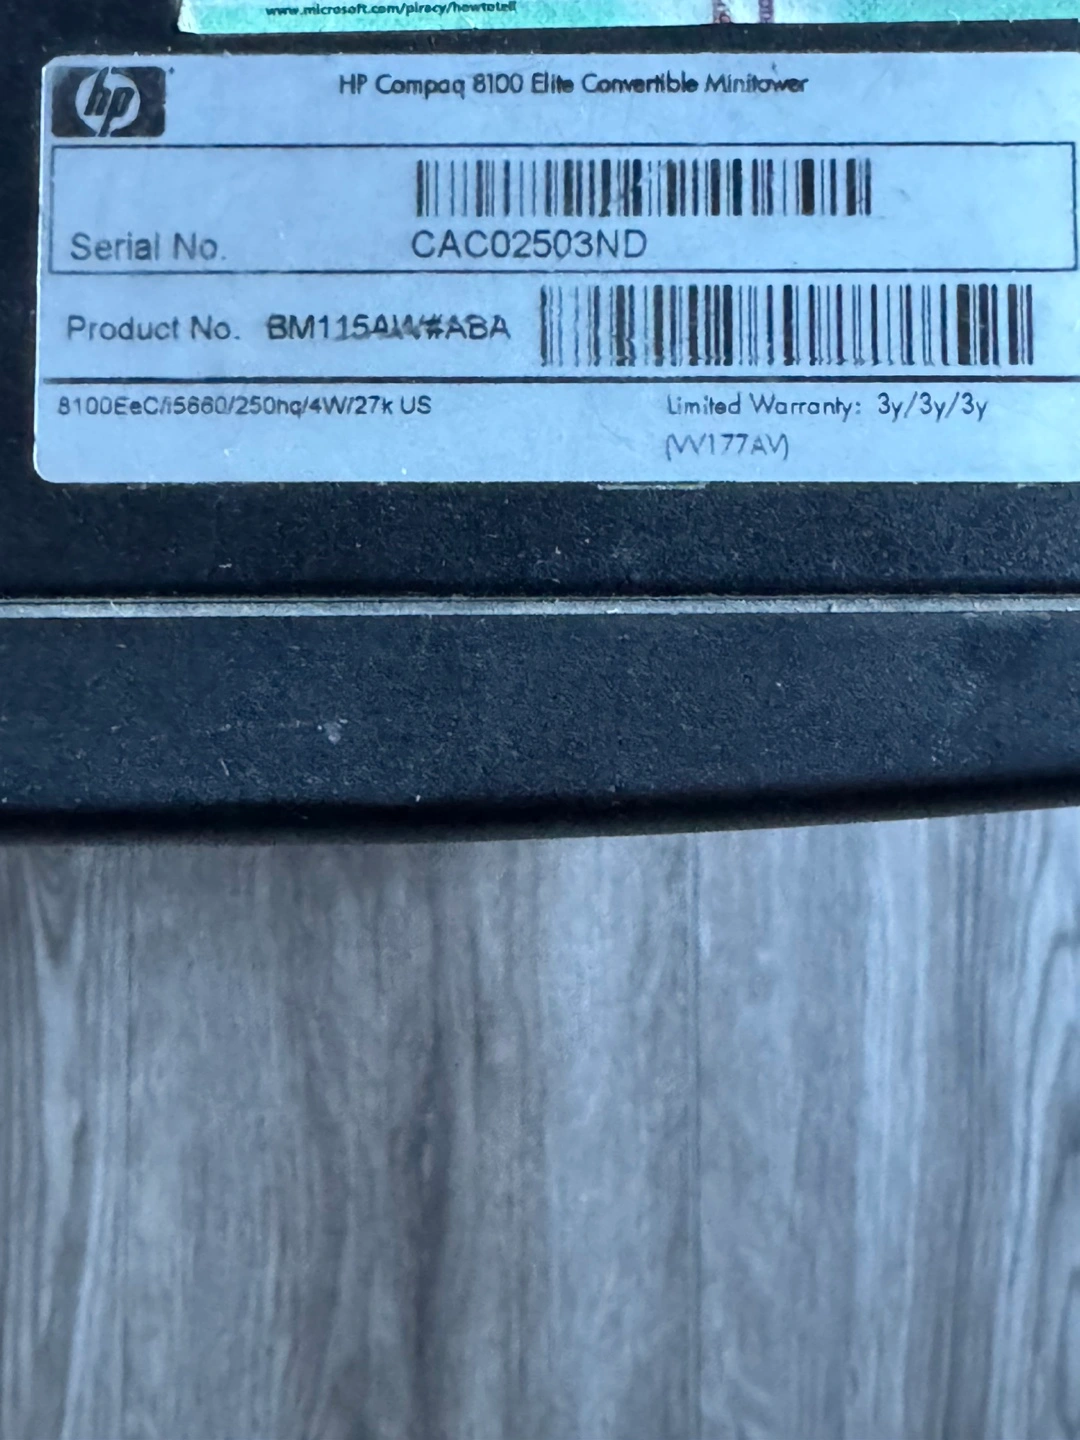 www.microsoft.com/piracy/howtotell
hp
HP Compaq 8100 Elite Convertible Minitower
Serial No. CAC02503ND
Product No. BM115AW#ABA
8100EeC/i5660/250hq/4W/27k US
Limited Warranty: 3y/3y/3y
(VV177AV)